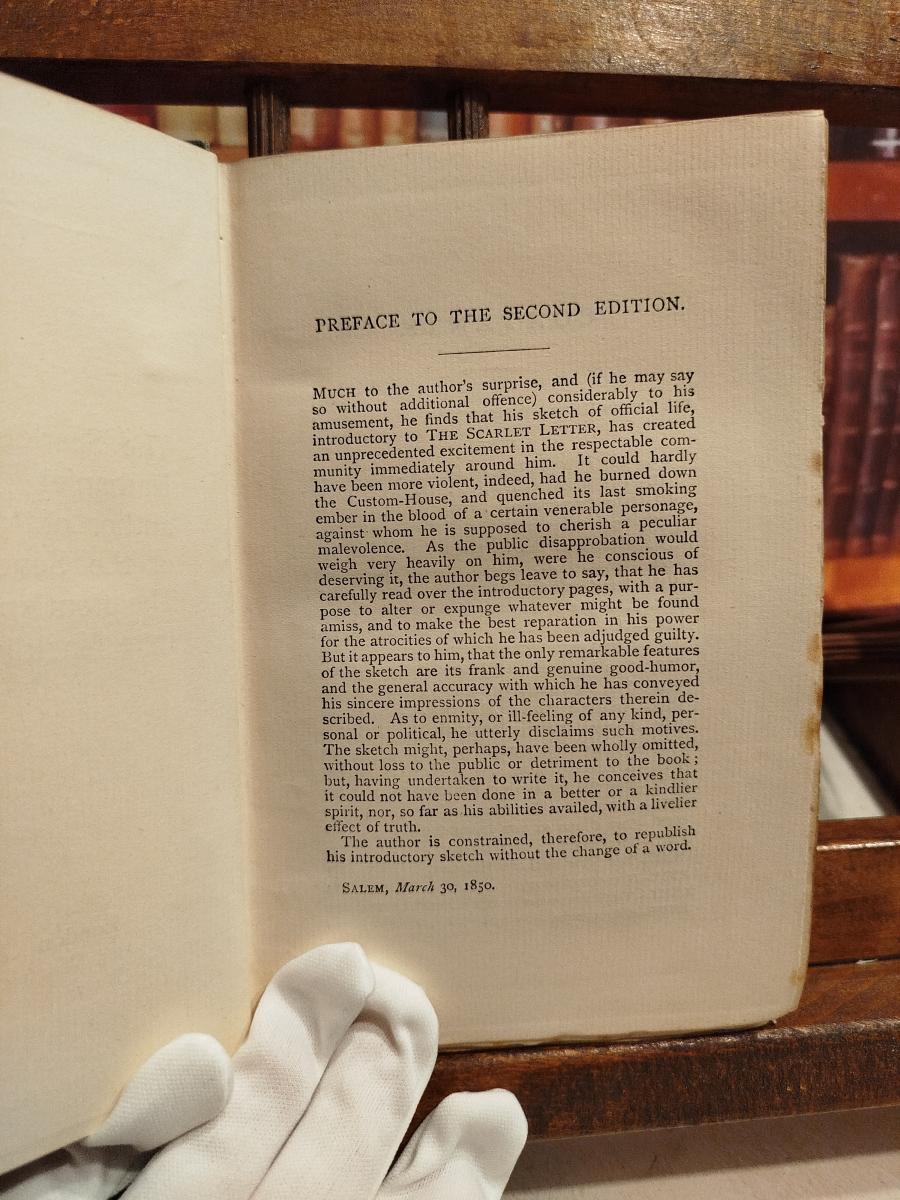 PREFACE TO THE SECOND EDITION.
MUCH to the author's surprise, and (if he may say
so without additional offence) considerably to his
amusement, he finds that his sketch of official life,
introductory to THE SCARLET LETTER, has created
an unprecedented excitement in the respectable com-
munity immediately around him. It could hardly
have been more violent, indeed, had he burned down
the Custom-House, and quenched its last smoking
ember in the blood of a certain venerable personage,
against whom he is supposed to cherish a peculiar
malevolence. As the public disapprobation would
weigh very heavily on him, were he conscious of
deserving it, the author begs leave to say, that he has
carefully read over the introductory pages, with a pur-
pose to alter or expunge whatever might be found
amiss, and to make the best reparation in his power
for the atrocities of which he has been adjudged guilty.
But it appears to him, that the only remarkable features
of the sketch are its frank and genuine good-humor,
and the general accuracy with which he has conveyed
his sincere impressions of the characters therein de-
scribed. As to enmity, or ill-feeling of any kind, per-
sonal or political, he utterly disclaims such motives.
The sketch might, perhaps, have been wholly omitted,
without loss to the public or detriment to the book;
but, having undertaken to write it, he conceives that
it could not have been done in a better or a kindlier
spirit, nor, so far as his abilities availed, with a livelier
effect of truth.
The author is constrained, therefore, to republish
his introductory sketch without the change of a word.
SALEM, March 30, 1850.